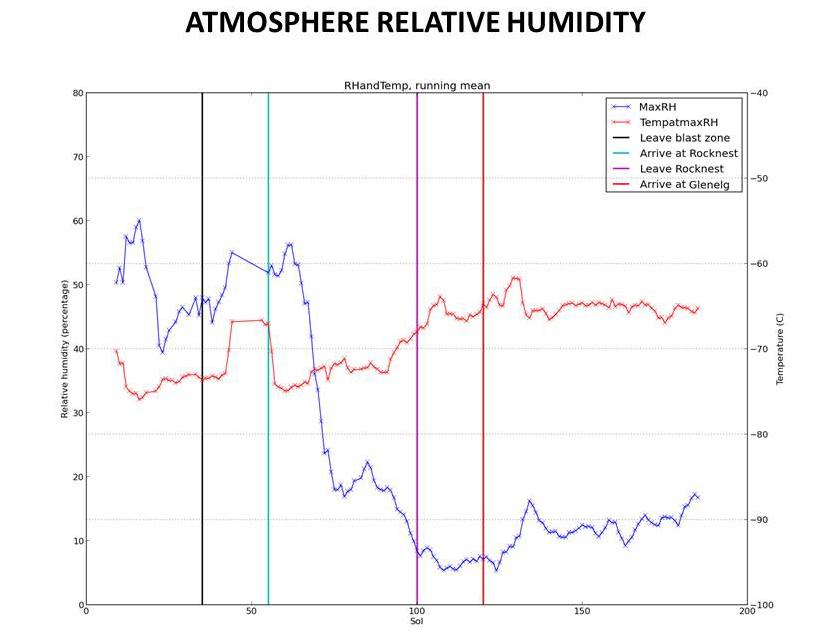 ATMOSPHERE RELATIVE HUMIDITY
RHandTemp, running mean
80
70
60
50
40
30
20
10
0
Relative humidity (percentage)
MaxRH
TempatmaxRH
Leave blast zone
Arrive at Rocknest
Leave Rocknest
Arrive at Glenelg
−40
−50
−60
−70
−80
−90
−100
Temperature (C)
0 50 100 150 200
Sol